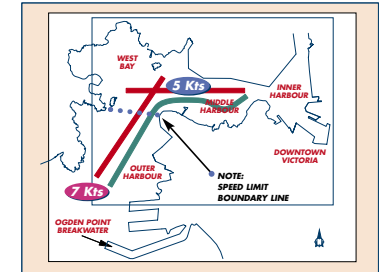 WEST
BAY
5 Kts
MIDDLE
HARBOUR
INNER
HARBOUR
DOWNTOWN
VICTORIA
OUTER
HARBOUR
NOTE:
SPEED LIMIT
BOUNDARY LINE
7 Kts
OGDEN POINT
BREAKWATER